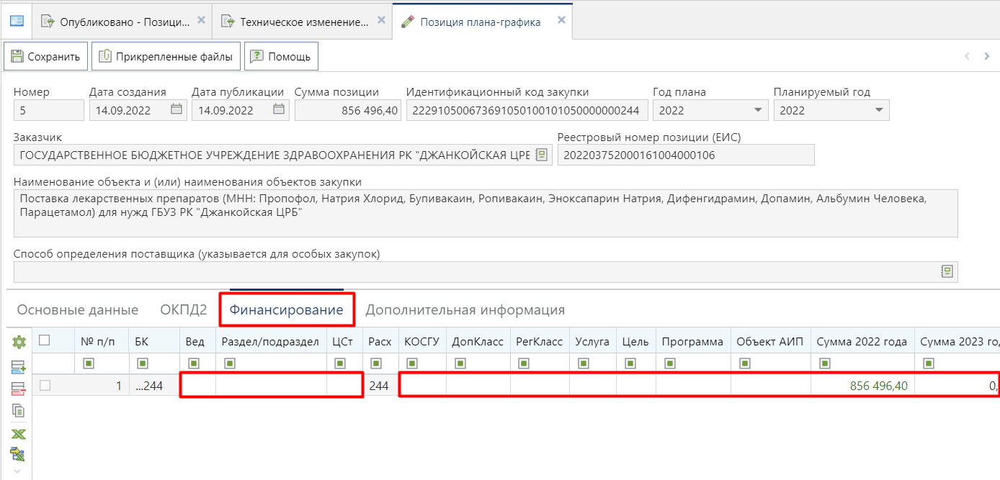 Опубликовано - Позици... Техническое изменение... Позиция плана-графика
Сохранить Прикрепленные файлы Помощь
Номер Дата создания Дата публикации Сумма позиции Идентификационный код закупки Год плана Планируемый год
5 14.09.2022 14.09.2022 856 496,40 222910500673691050100101050000000244 2022 2022
Заказчик Реестровый номер позиции (ЕИС)
ГОСУДАРСТВЕННОЕ БЮДЖЕТНОЕ УЧРЕЖДЕНИЕ ЗДРАВООХРАНЕНИЯ РК "ДЖАНКОЙСКАЯ ЦРБ 202203752000161004000106
Наименование объекта и (или) наименования объектов закупки
Поставка лекарственных препаратов (МНН: Пропофол, Натрия Хлорид, Бупивакаин, Ропивакаин, Эноксапарин Натрия, Дифенгидрамин, Допамин, Альбумин Человека,
Парацетамол) для нужд ГБУЗ РК "Джанкойская ЦРБ"
Способ определения поставщика (указывается для особых закупок)
Основные данные ОКПД2 Финансирование Дополнительная информация
№ п/п БК Вед Раздел/подраздел ЦСт Расх КОСГУ ДопКласс РегКласс Услуга Цель Программа Объект АИП Сумма 2022 года Сумма 2023 год
1 ...244 244 856 496,40 0,